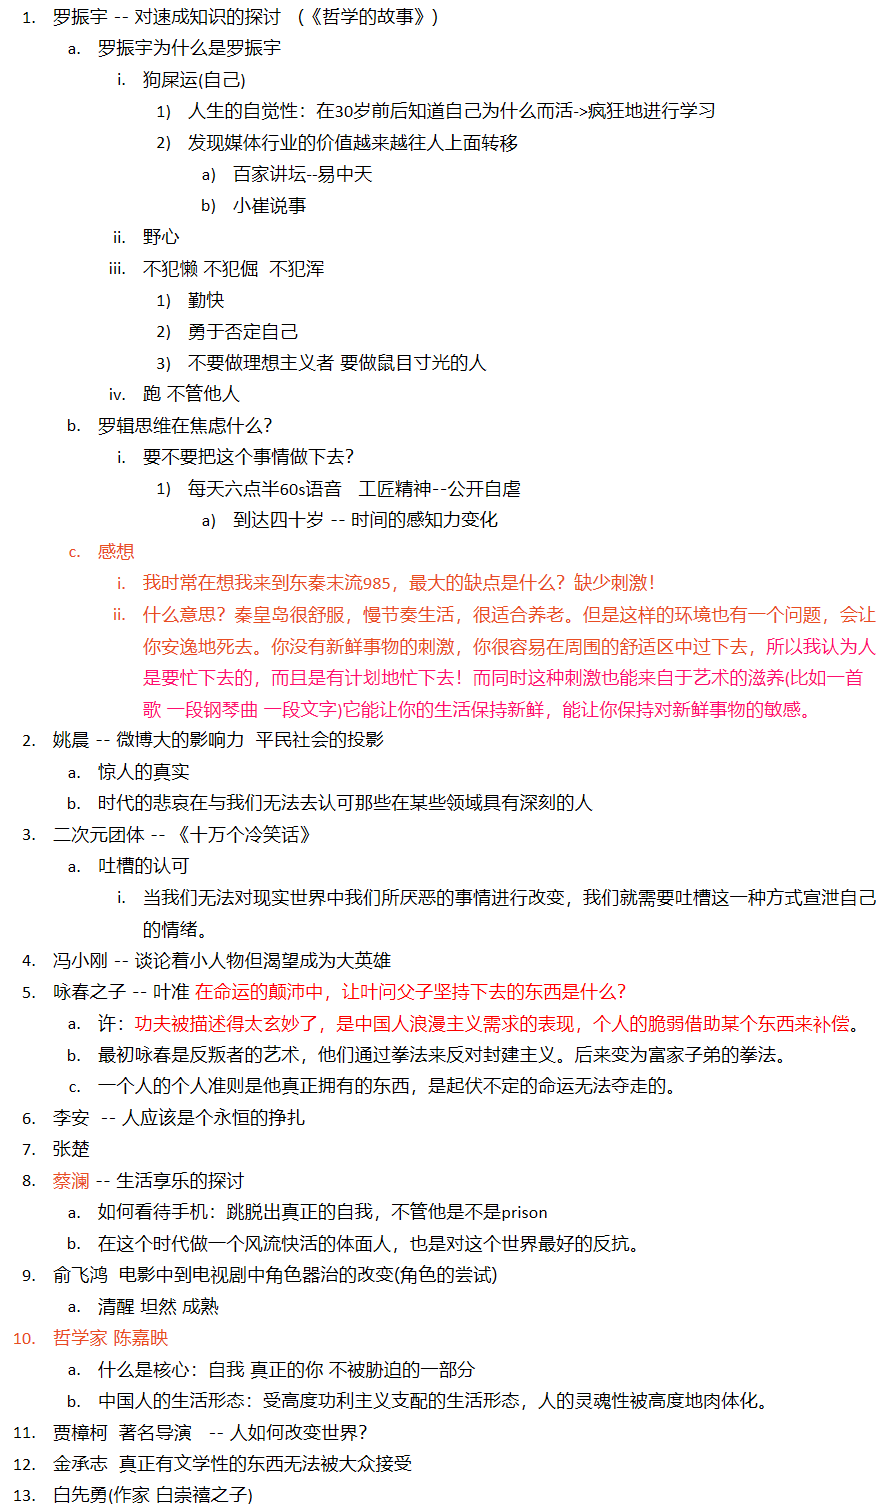 1. 罗振宇 -- 对速成知识的探讨 (《哲学的故事》)
a. 罗振宇为什么是罗振宇
i. 狗屎运(自己)
1) 人生的自觉性：在30岁前后知道自己为什么而活->疯狂地进行学习
2) 发现媒体行业的价值越来越往人上面转移
a) 百家讲坛--易中天
b) 小崔说事
ii. 野心
iii. 不犯懒 不犯倔 不犯浑
1) 勤快
2) 勇于否定自己
3) 不要做理想主义者 要做鼠目寸光的人
iv. 跑 不管他人
b. 罗辑思维在焦虑什么？
i. 要不要把这个事情做下去？
1) 每天六点半60s语音 工匠精神--公开自虐
a) 到达四十岁 -- 时间的感知力变化
c. 感想
i. 我时常在想我来到东秦末流985，最大的缺点是什么？缺少刺激！
ii. 什么意思？秦皇岛很舒服，慢节奏生活，很适合养老。但是这样的环境也有一个问题，会让
你安逸地死去。你没有新鲜事物的刺激，你很容易在周围的舒适区中过下去，所以我认为人
是要忙下去的，而且是有计划地忙下去！而同时这种刺激也能来自于艺术的滋养(比如一首
歌 一段钢琴曲 一段文字)它能让你的生活保持新鲜，能让你保持对新鲜事物的敏感。
2. 姚晨 -- 微博大的影响力 平民社会的投影
a. 惊人的真实
b. 时代的悲哀在与我们无法去认可那些在某些领域具有深刻的人
3. 二次元团体 -- 《十万个冷笑话》
a. 吐槽的认可
i. 当我们无法对现实世界中我们所厌恶的事情进行改变，我们就需要吐槽这一种方式宣泄自己
的情绪。
4. 冯小刚 -- 谈论着小人物但渴望成为大英雄
5. 咏春之子 -- 叶准 在命运的颠沛中，让叶问父子坚持下去的东西是什么？
a. 许：功夫被描述得太玄妙了，是中国人浪漫主义需求的表现，个人的脆弱借助某个东西来补偿。
b. 最初咏春是反叛者的艺术，他们通过拳法来反对封建主义。后来变为富家子弟的拳法。
c. 一个人的个人准则是他真正拥有的东西，是起伏不定的命运无法夺走的。
6. 李安 -- 人应该是个永恒的挣扎
7. 张楚
8. 蔡澜 -- 生活享乐的探讨
a. 如何看待手机：跳脱出真正的自我，不管他是不是prison
b. 在这个时代做一个风流快活的体面人，也是对这个世界最好的反抗。
9. 俞飞鸿 电影中到电视剧中角色器治的改变(角色的尝试)
a. 清醒 坦然 成熟
10. 哲学家 陈嘉映
a. 什么是核心：自我 真正的你 不被胁迫的一部分
b. 中国人的生活形态：受高度功利主义支配的生活形态，人的灵魂性被高度地肉体化。
11. 贾樟柯 著名导演 -- 人如何改变世界？
12. 金承志 真正有文学性的东西无法被大众接受
13. 白先勇(作家 白崇禧之子)